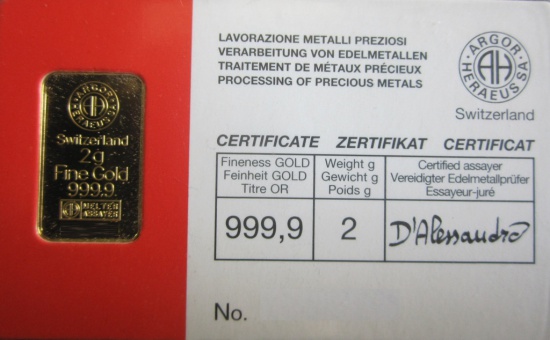 ARGOR-HERAEUS
AH
Switzerland
2g
Fine Gold
999.9
MELTER
ASSAYER
LAVORAZIONE METALLI PREZIOSI
VERARBEITUNG VON EDELMETALLEN
TRAITEMENT DE MÉTAUX PRÉCIEUX
PROCESSING OF PRECIOUS METALS
ARGOR-HERAEUS SA
AH
Switzerland
CERTIFICATE ZERTIFIKAT CERTIFICAT
Fineness GOLD
Feinheit GOLD
Titre OR
Weight g
Gewicht g
Poids g
Certified assayer
Vereidigter Edelmetallprüfer
Essayeur-juré
999,9
2
D'Alessandro
No.